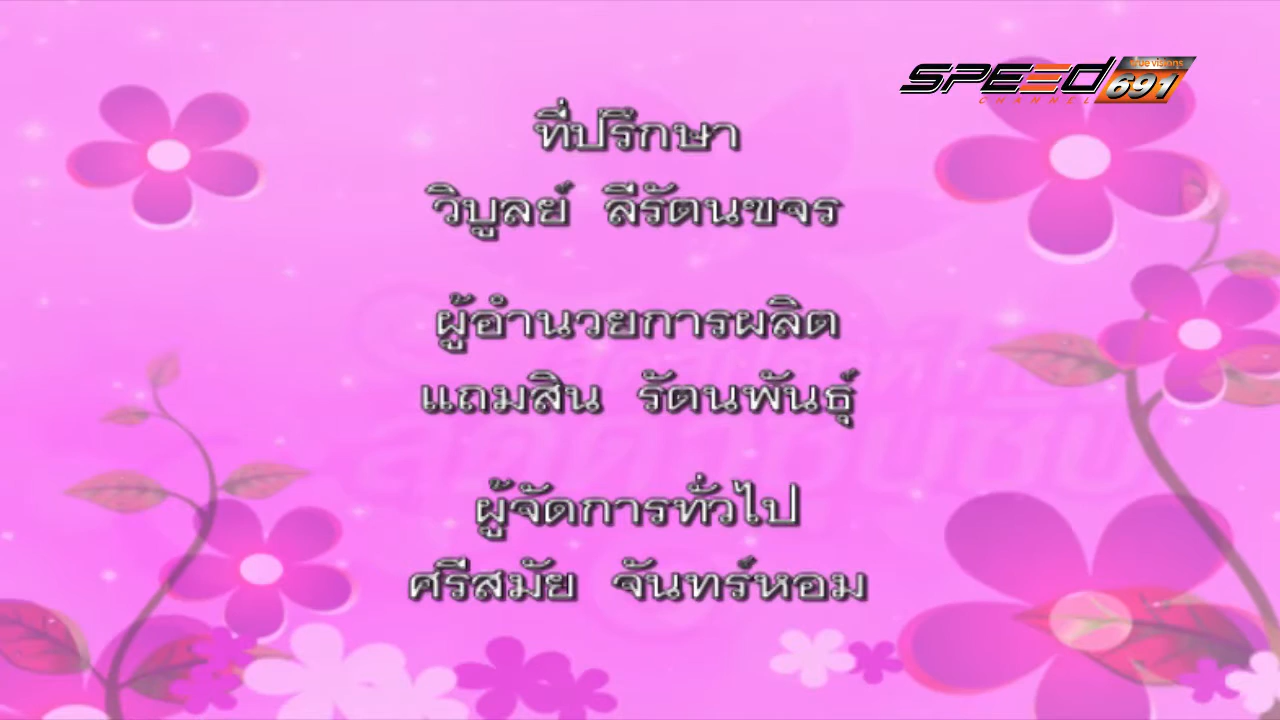 SPEED
CHANNEL
true visions
691
ที่ปรึกษา
วิบูลย์ ลีรัตนขจร
ผู้อำนวยการผลิต
แถมสิน รัตนพันธุ์
ผู้จัดการทั่วไป
ศรีสมัย จันทร์หอม